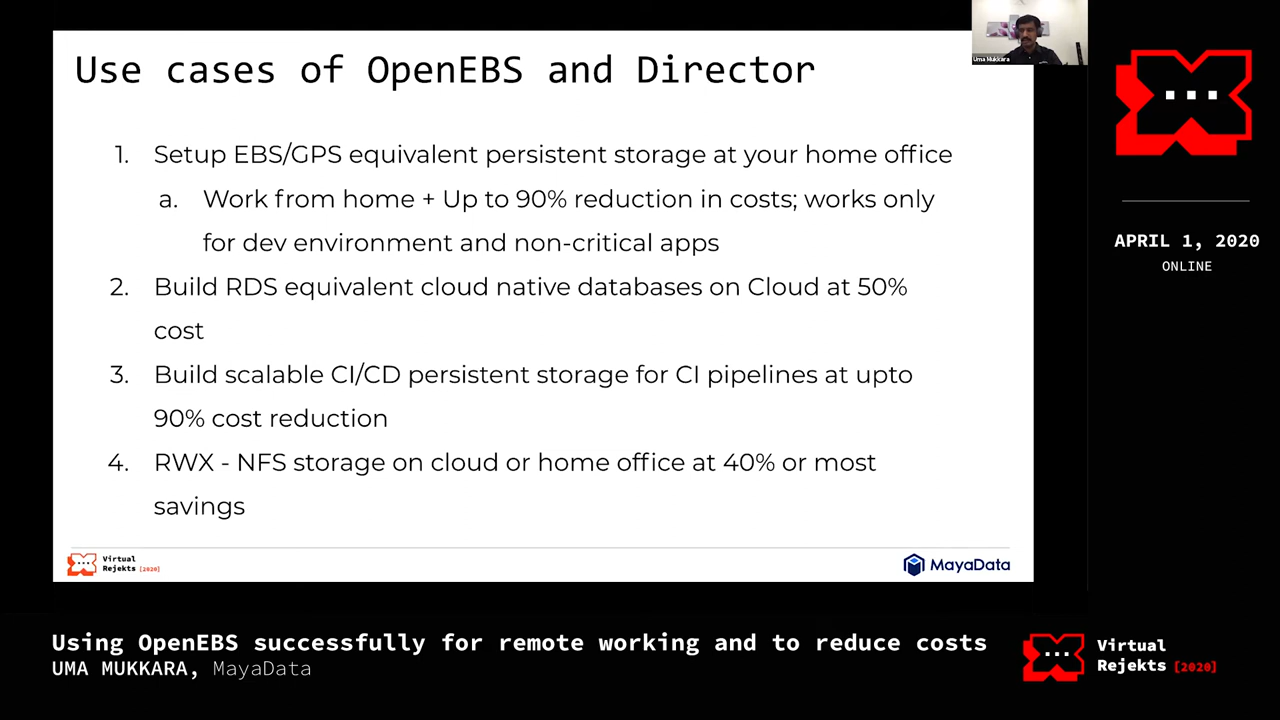 Use cases of OpenEBS and Director
Uma Mukkara
1. Setup EBS/GPS equivalent persistent storage at your home office
a. Work from home + Up to 90% reduction in costs; works only
for dev environment and non-critical apps
2. Build RDS equivalent cloud native databases on Cloud at 50%
cost
3. Build scalable CI/CD persistent storage for CI pipelines at upto
90% cost reduction
4. RWX - NFS storage on cloud or home office at 40% or most
savings
Virtual
Rejekts [2020]
MayaData
APRIL 1, 2020
ONLINE
Using OpenEBS successfully for remote working and to reduce costs
UMA MUKKARA, MayaData
Virtual
Rejekts [2020]